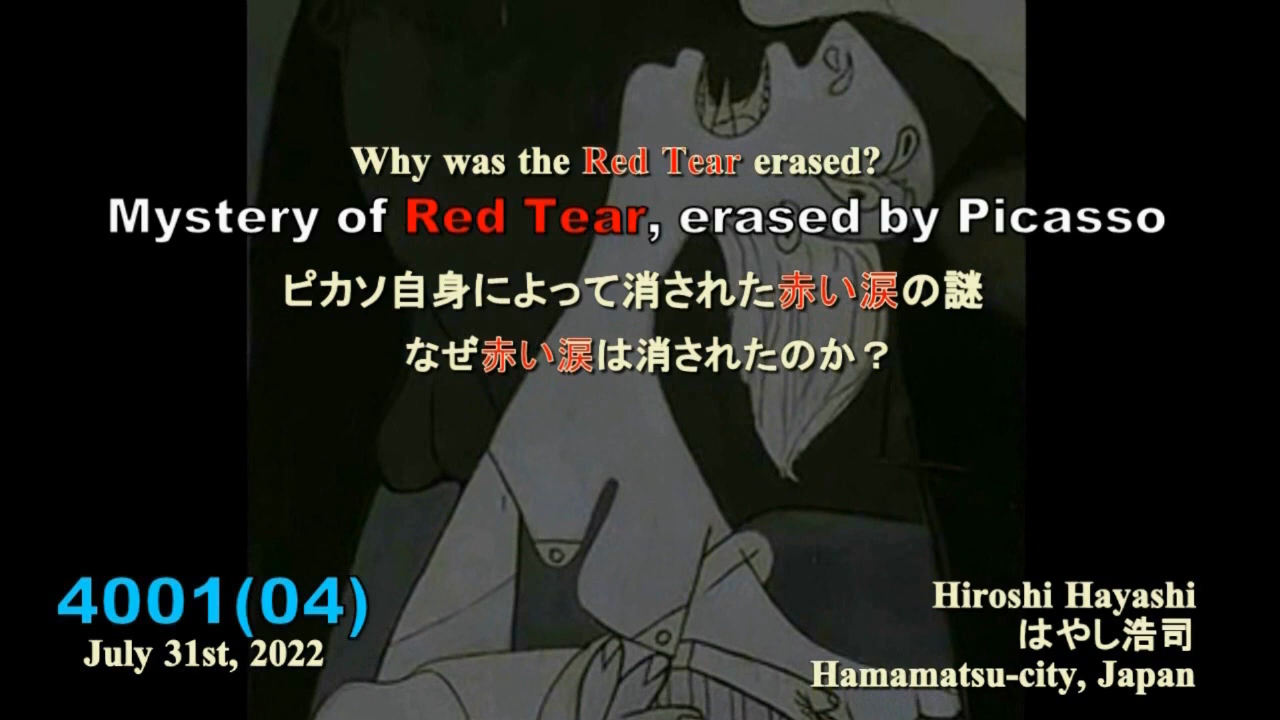 Why was the Red Tear erased?
Mystery of Red Tear, erased by Picasso
ピカソ自身によって消された赤い涙の謎
なぜ赤い涙は消されたのか？
4001(04)
July 31st, 2022
Hiroshi Hayashi
はやし浩司
Hamamatsu-city, Japan